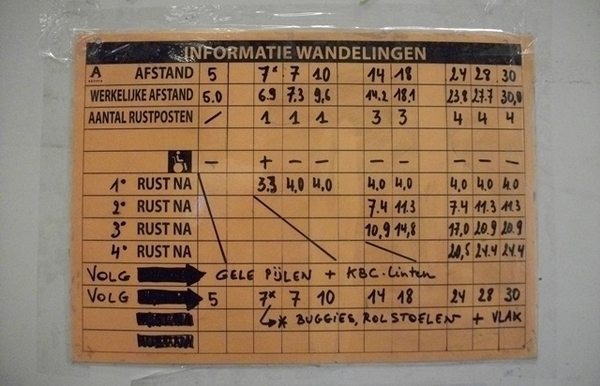 INFORMATIE WANDELINGEN
A AFSTAND 5 7* 7 10 14 18 24 28 30
WERKELIJKE AFSTAND 5.0 6.9 7.3 9,6 14.2 18,1 23,8 27.7 30,8
AANTAL RUSTPOSTEN / 1 1 1 3 3 4 4 4
- + - - - - - - -
1° RUST NA 3.3 4,0 4,0 4.0 4.0 4,0 4.0 4.0
2° RUST NA 7.4 11.3 7.4 11.3 11.3
3° RUST NA 10,9 14,8 17,0 20.9 20.9
4° RUST NA 20,5 24.4 24.4
VOLG GELE PIJLEN + KBC-Linten
VOLG 5 7* 7 10 14 18 24 28 30
* BUGGIES, ROLSTOELEN + VLAK